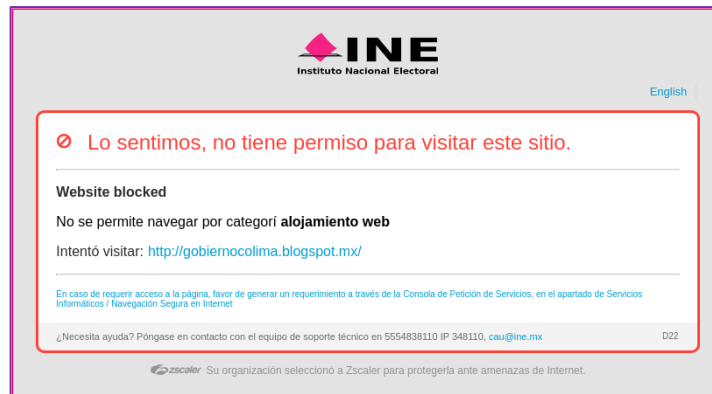 INE
Instituto Nacional Electoral
English
Lo sentimos, no tiene permiso para visitar este sitio.
Website blocked
No se permite navegar por categorí alojamiento web
Intentó visitar: http://gobiernocolima.blogspot.mx/
En caso de requerir acceso a la página, favor de generar un requerimiento a través de la Consola de Petición de Servicios, en el apartado de Servicios
Informáticos / Navegación Segura en Internet
¿Necesita ayuda? Póngase en contacto con el equipo de soporte técnico en 5554838110 IP 348110, cau@ine.mx D22
zscaler Su organización seleccionó a Zscaler para protegerla ante amenazas de Internet.